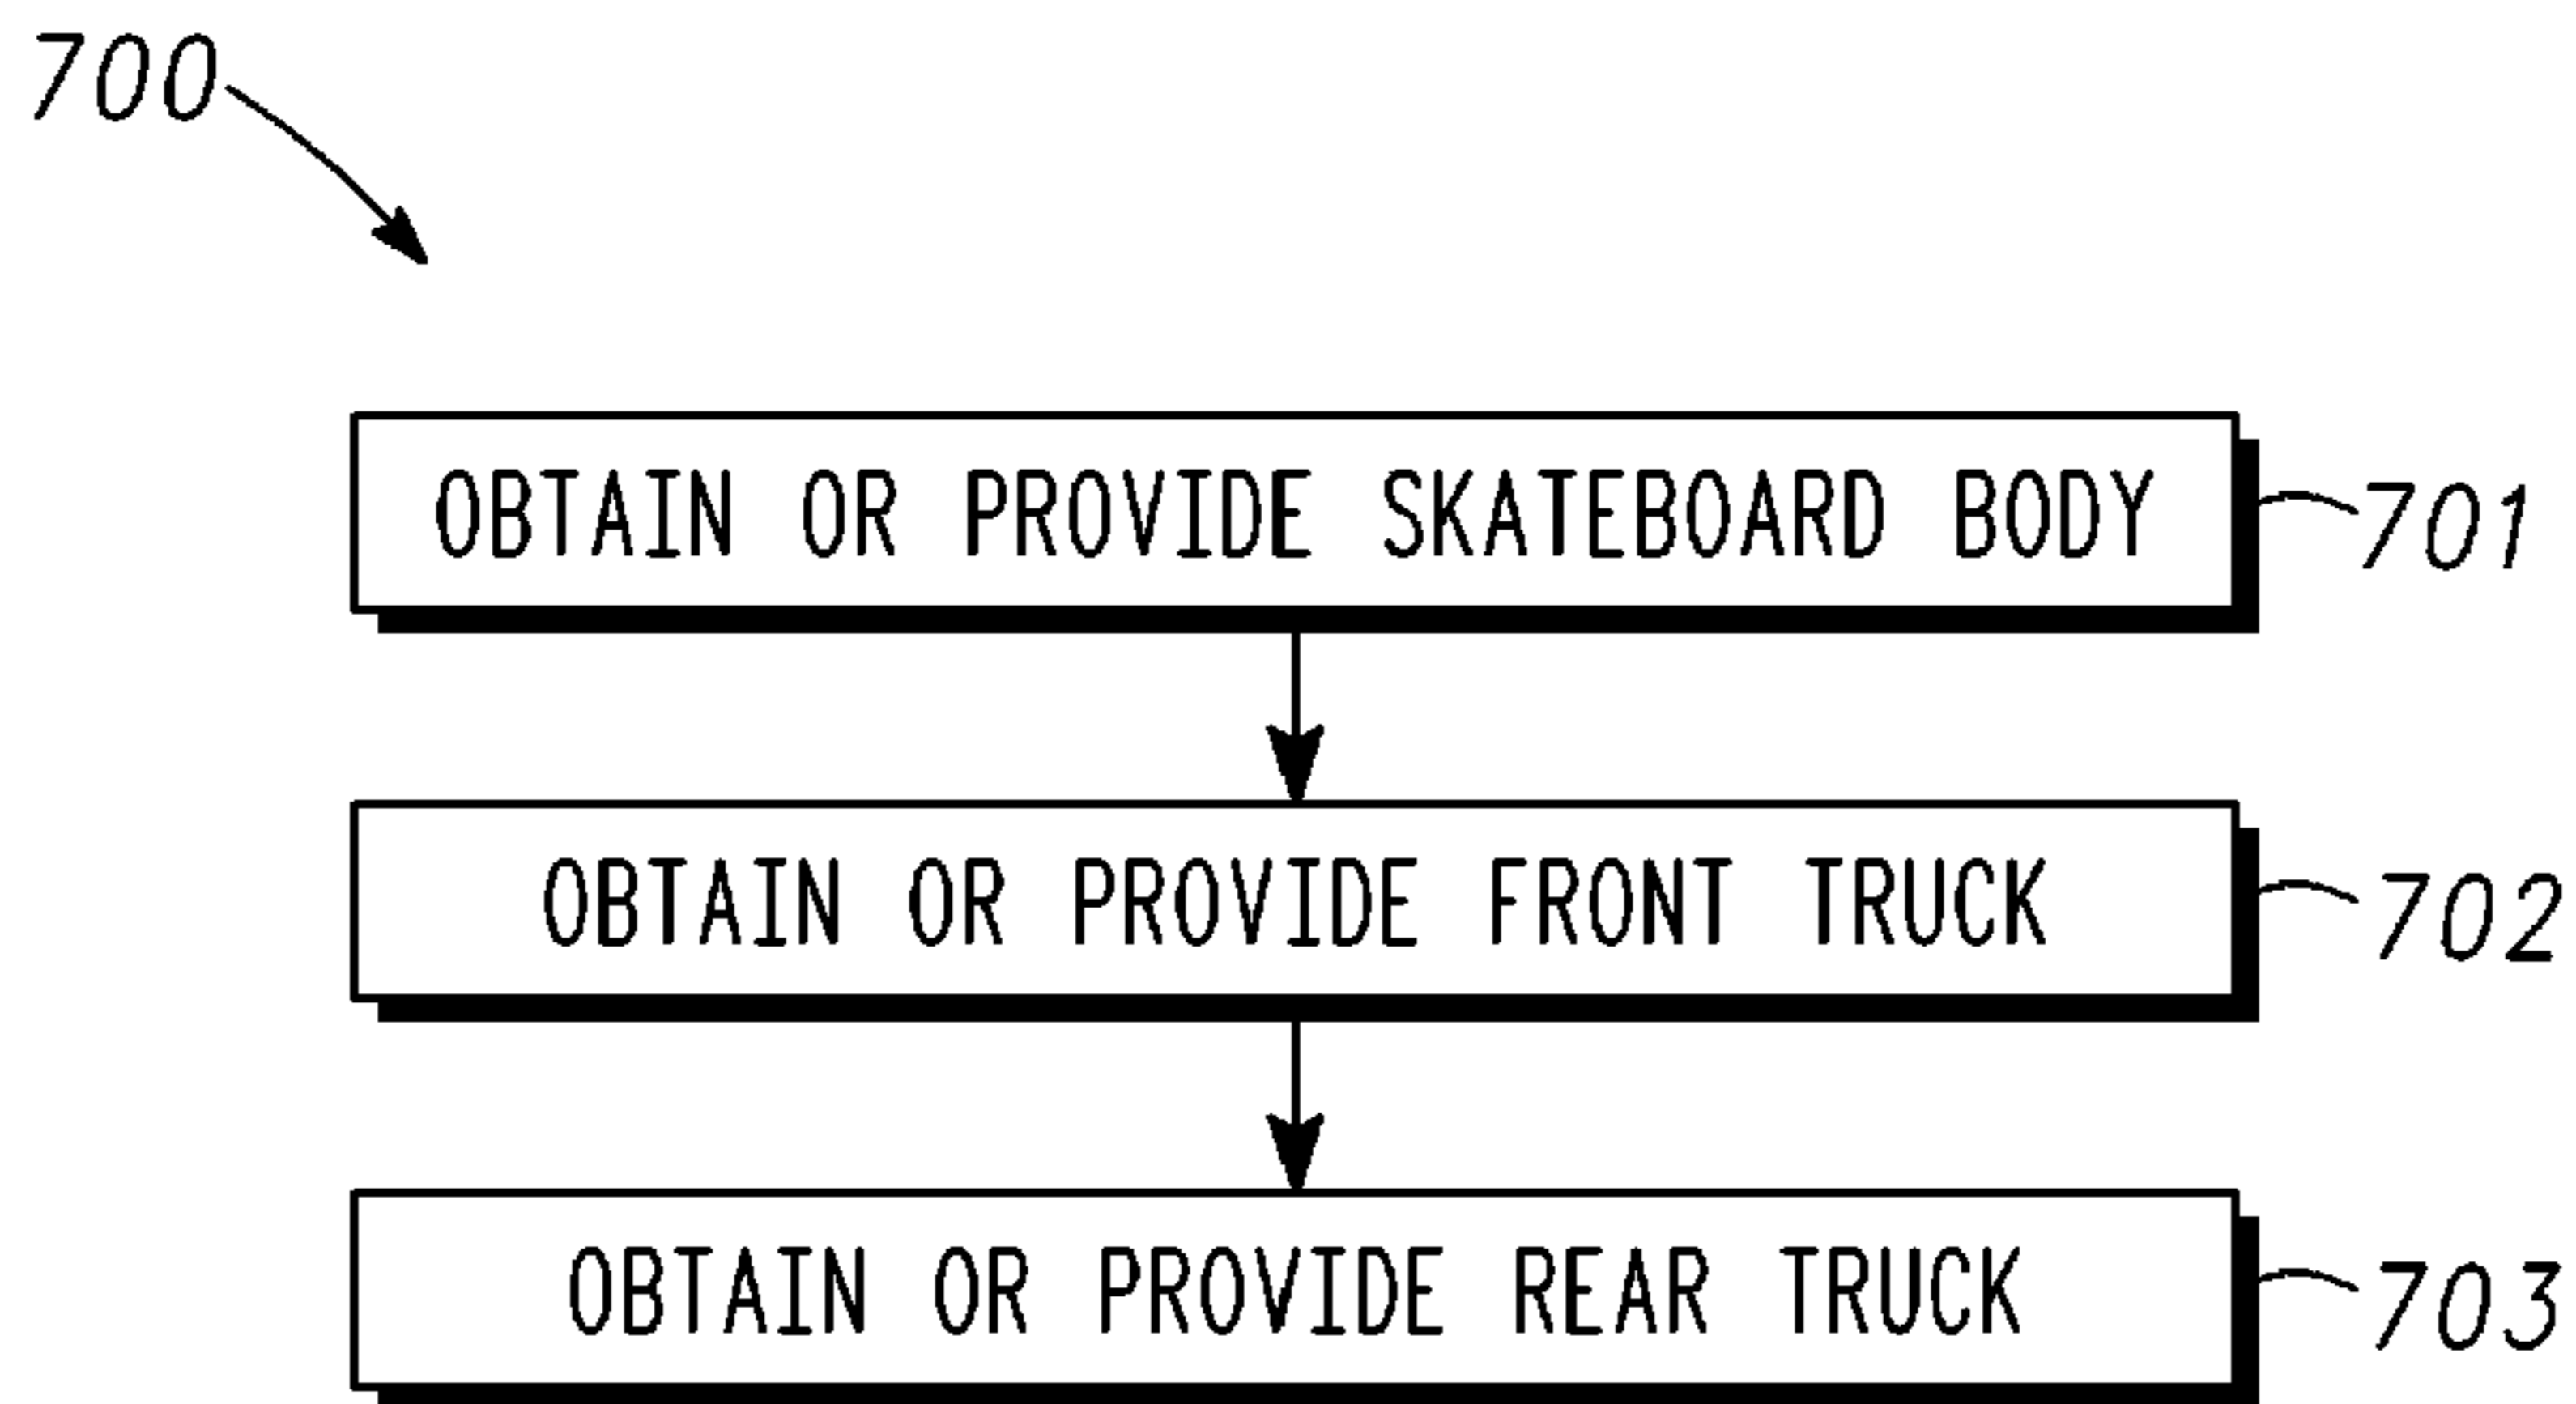 700
OBTAIN OR PROVIDE SKATEBOARD BODY
701
OBTAIN OR PROVIDE FRONT TRUCK
702
OBTAIN OR PROVIDE REAR TRUCK
703